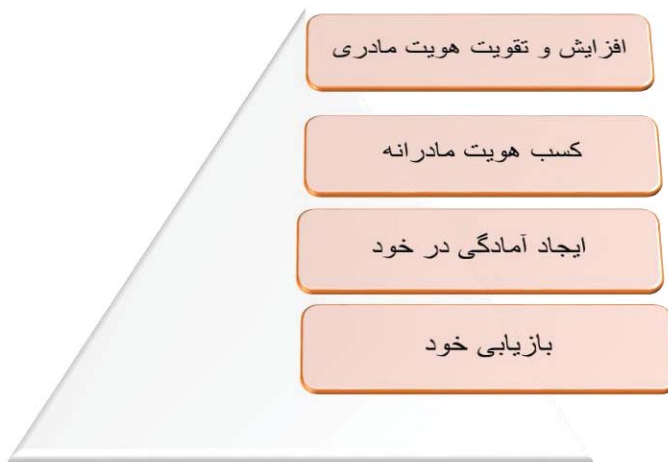 افزایش و تقویت هویت مادری
کسب هویت مادرانه
ایجاد آمادگی در خود
بازیابی خود